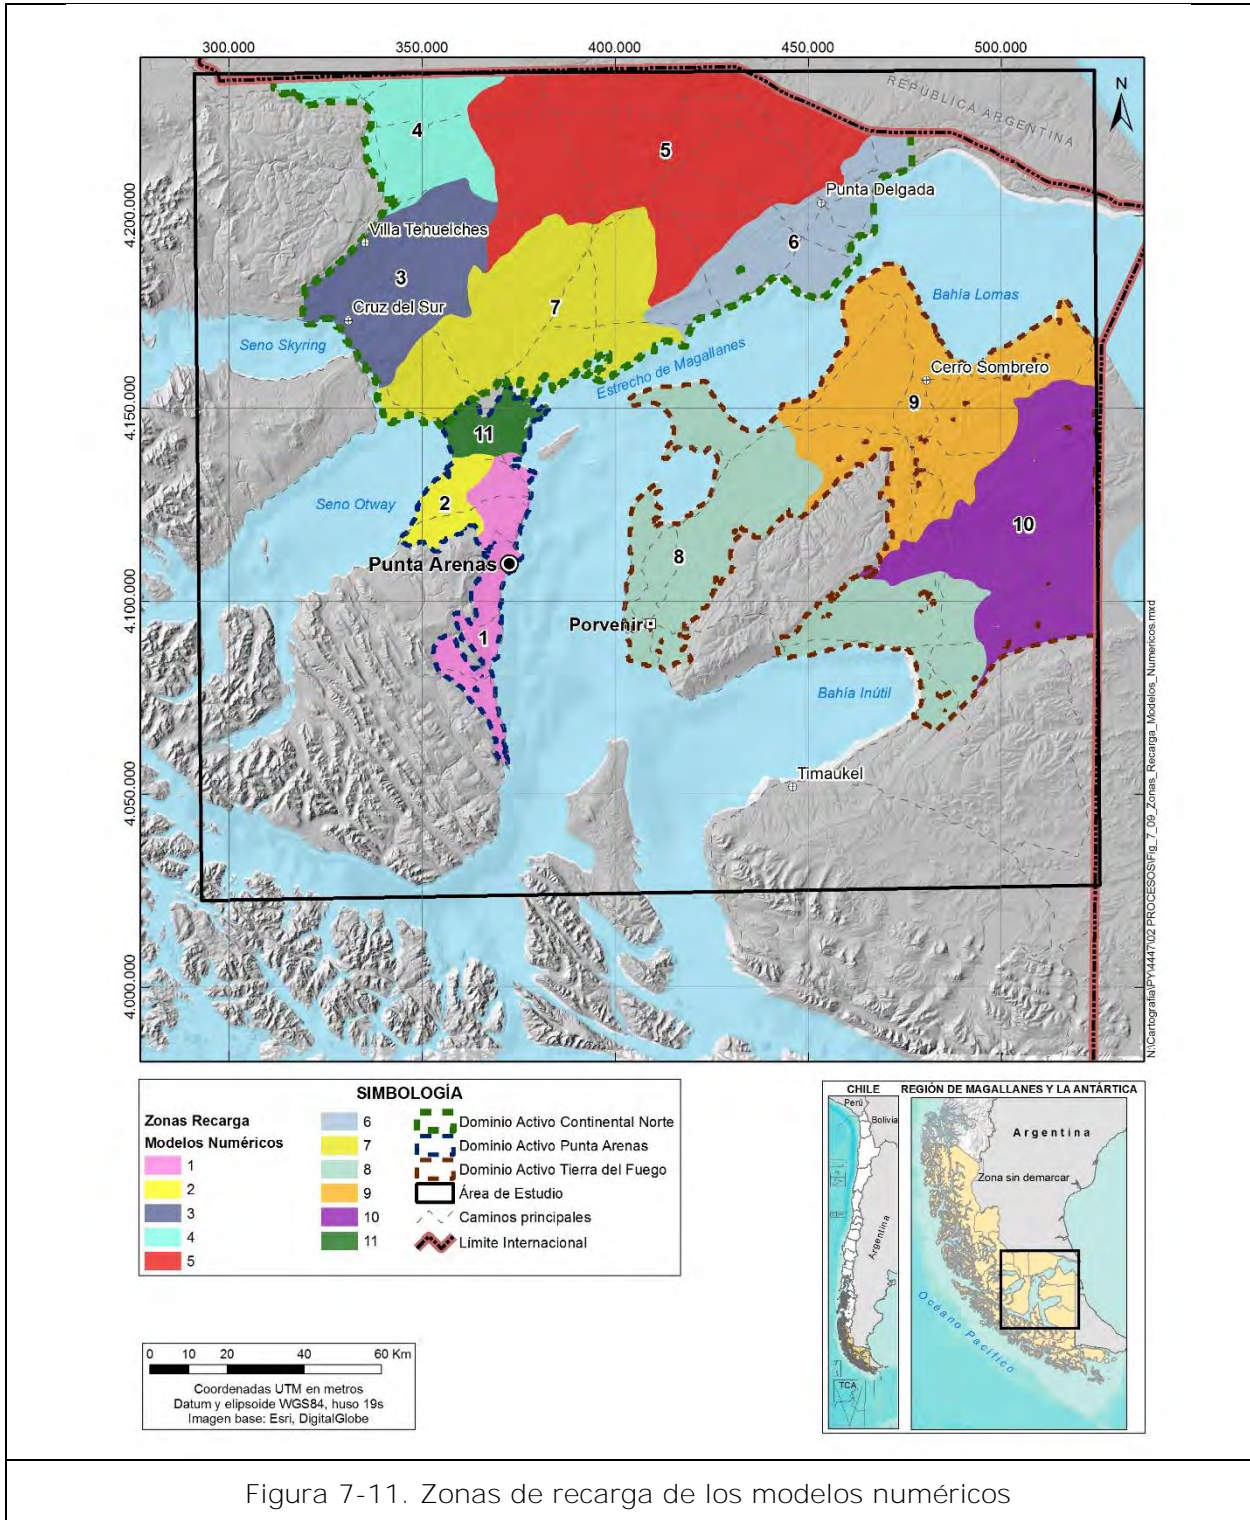 300.000
350.000
400.000
450.000
500.000
N
REPÚBLICA ARGENTINA
4
5
Punta Delgada
4.200.000
Villa Tehuelches
6
3
Bahía Lomas
Cruz del Sur
7
Seno Skyring
Estrecho de Magallanes
Cerro Sombrero
4.150.000
9
11
Seno Otway
2
10
8
Punta Arenas
4.100.000
Porvenir
1
Bahía Inútil
Timaukel
4.050.000
4.000.000
N:\Cartografia\PY\4447\02 PROCESOS\Fig_7_09_Zonas_Recarga_Modelos_Numericos.mxd
SIMBOLOGÍA
Zonas Recarga
Modelos Numéricos
1
2
3
4
5
6
7
8
9
10
11
Dominio Activo Continental Norte
Dominio Activo Punta Arenas
Dominio Activo Tierra del Fuego
Área de Estudio
Caminos principales
Límite Internacional
CHILE
Perú
Bolivia
Argentina
TCA
REGIÓN DE MAGALLANES Y LA ANTÁRTICA
Argentina
Zona sin demarcar
Océano Pacífico
0 10 20 40 60 Km
Coordenadas UTM en metros
Datum y elipsoide WGS84, huso 19s
Imagen base: Esri, DigitalGlobe
Figura 7-11. Zonas de recarga de los modelos numéricos